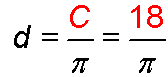 d = C/π = 18/π